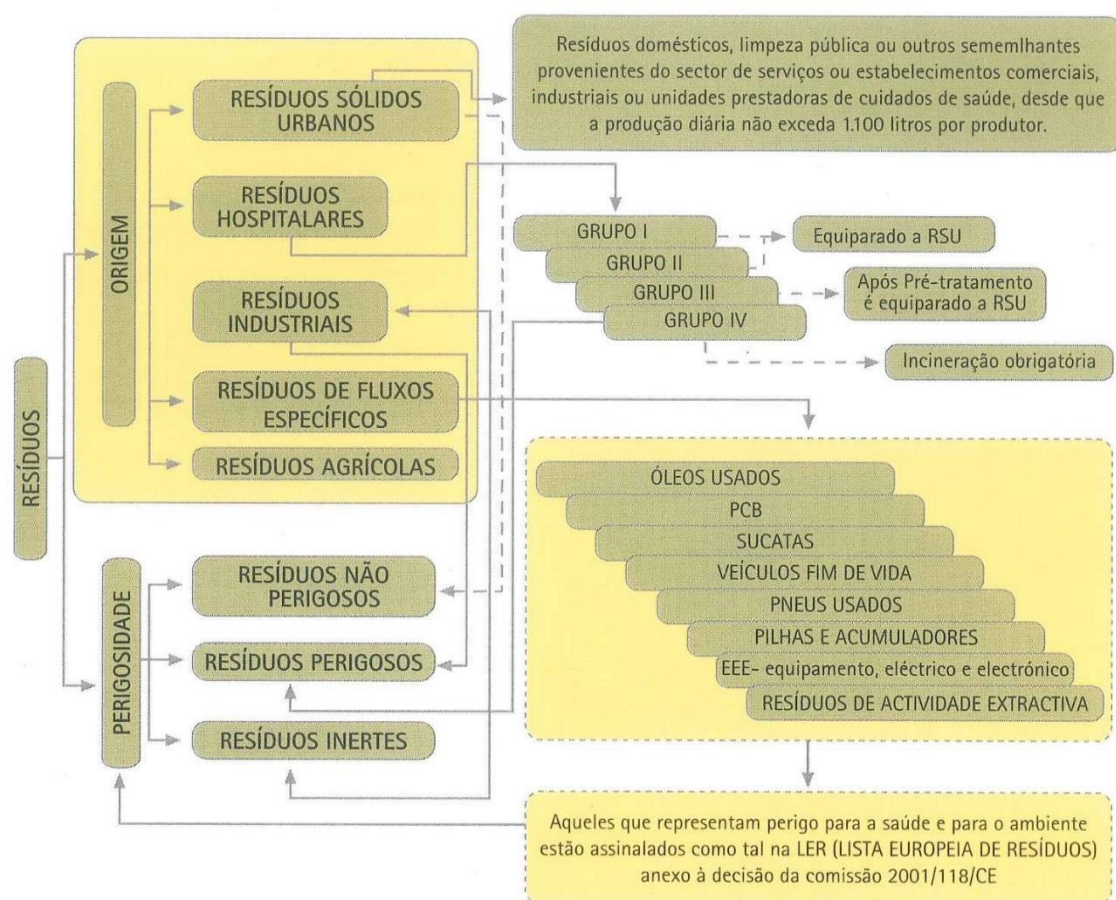 RESÍDUOS
ORIGEM
RESÍDUOS SÓLIDOS
URBANOS
RESÍDUOS
HOSPITALARES
RESÍDUOS
INDUSTRIAIS
RESÍDUOS DE FLUXOS
ESPECÍFICOS
RESÍDUOS AGRÍCOLAS
PERIGOSIDADE
RESÍDUOS NÃO
PERIGOSOS
RESÍDUOS PERIGOSOS
RESÍDUOS INERTES
Resíduos domésticos, limpeza pública ou outros sememlhantes
provenientes do sector de serviços ou estabelecimentos comerciais,
industriais ou unidades prestadoras de cuidados de saúde, desde que
a produção diária não exceda 1.100 litros por produtor.
GRUPO I
GRUPO II
GRUPO III
GRUPO IV
Equiparado a RSU
Após Pré-tratamento
é equiparado a RSU
Incineração obrigatória
ÓLEOS USADOS
PCB
SUCATAS
VEÍCULOS FIM DE VIDA
PNEUS USADOS
PILHAS E ACUMULADORES
EEE- equipamento, eléctrico e electrónico
RESÍDUOS DE ACTIVIDADE EXTRACTIVA
Aqueles que representam perigo para a saúde e para o ambiente
estão assinalados como tal na LER (LISTA EUROPEIA DE RESÍDUOS)
anexo à decisão da comissão 2001/118/CE